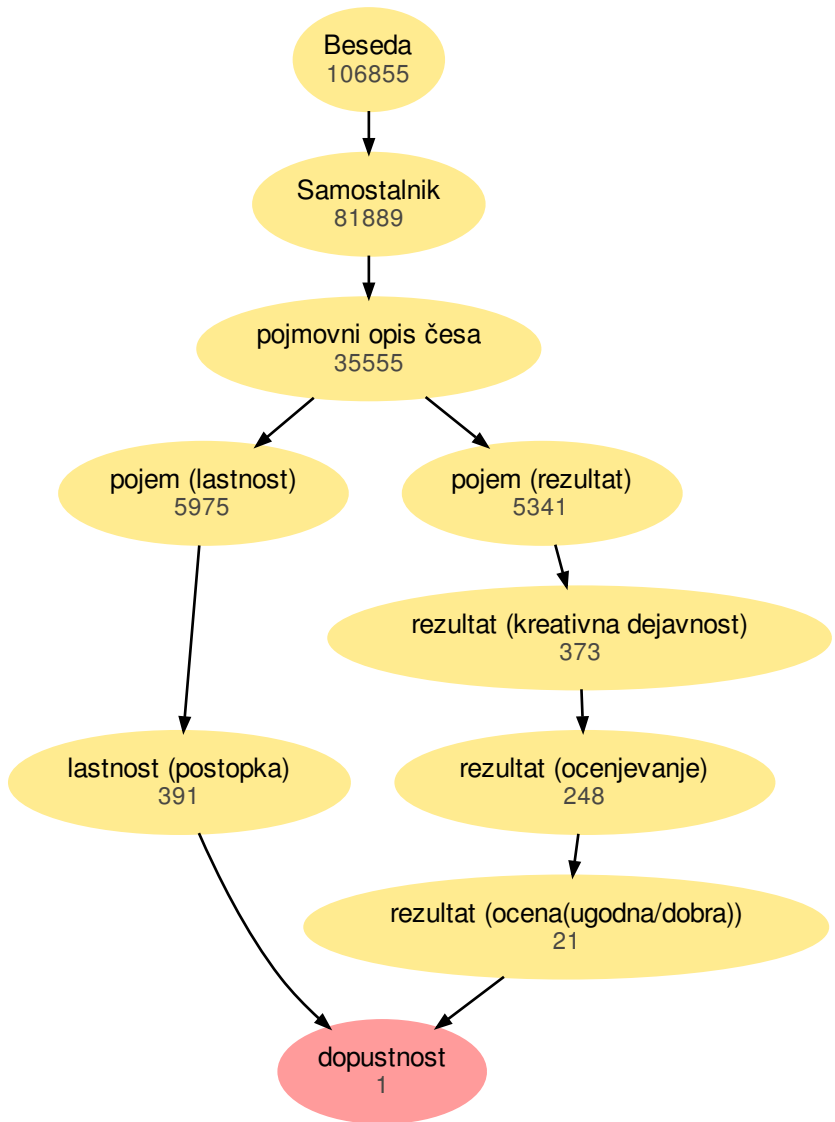 Beseda
106855
Samostalnik
81889
pojmovni opis česa
35555
pojem (lastnost)
5975
pojem (rezultat)
5341
rezultat (kreativna dejavnost)
373
lastnost (postopka)
391
rezultat (ocenjevanje)
248
rezultat (ocena(ugodna/dobra))
21
dopustnost
1